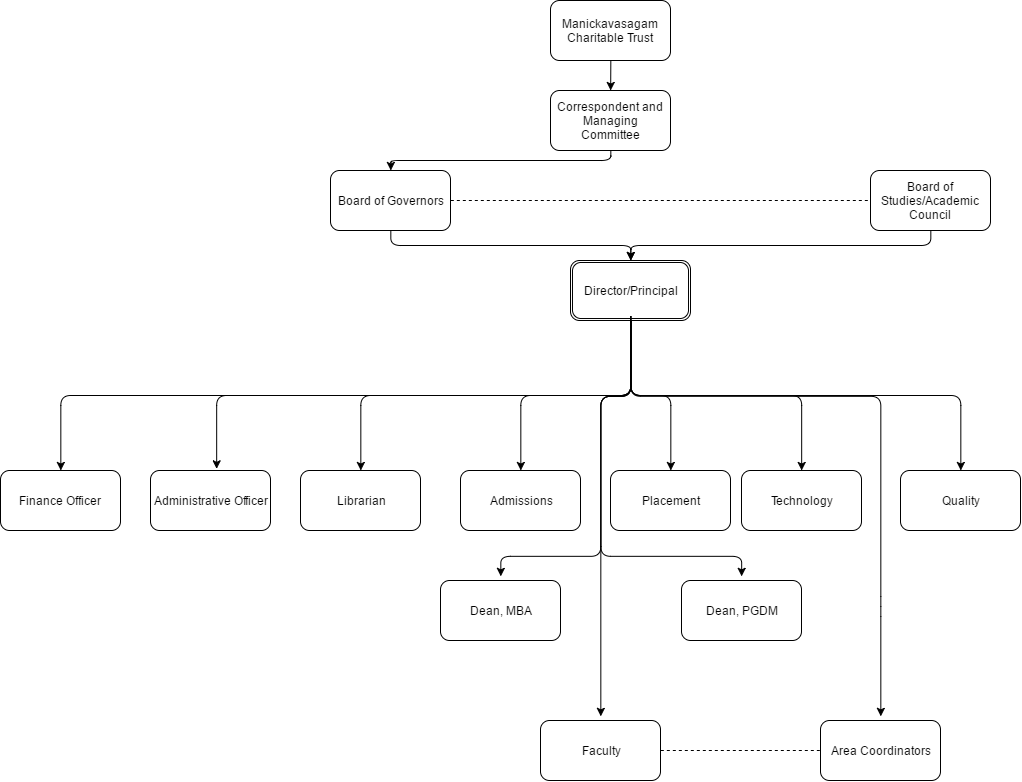 Manickavasagam
Charitable Trust
Correspondent and
Managing
Committee
Board of Governors
Board of
Studies/Academic
Council
Director/Principal
Finance Officer
Administrative Officer
Librarian
Admissions
Placement
Technology
Quality
Dean, MBA
Dean, PGDM
Faculty
Area Coordinators